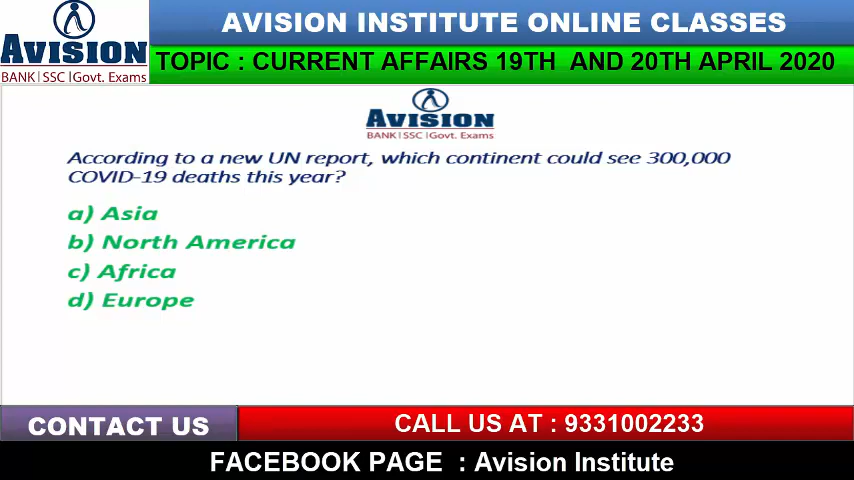 AVISION INSTITUTE ONLINE CLASSES
AVISION
BANK|SSC|Govt. Exams
TOPIC : CURRENT AFFAIRS 19TH AND 20TH APRIL 2020
AVISION
BANK|SSC|Govt. Exams
According to a new UN report, which continent could see 300,000
COVID-19 deaths this year?
a) Asia
b) North America
c) Africa
d) Europe
CONTACT US
CALL US AT : 9331002233
FACEBOOK PAGE : Avision Institute